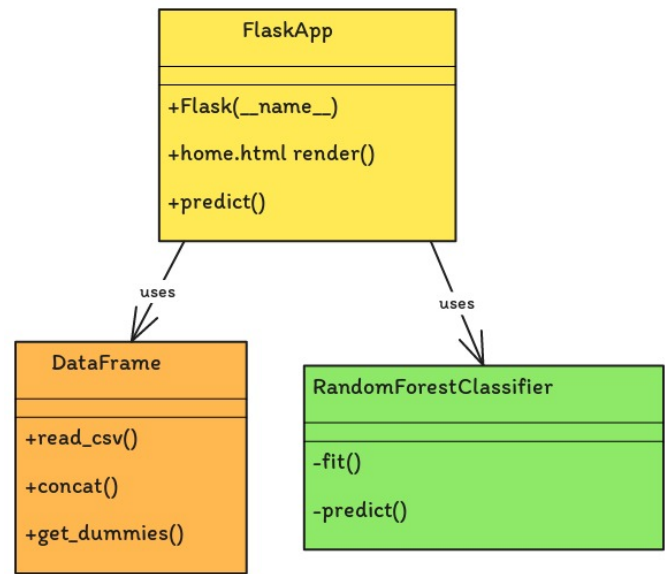 FlaskApp
+Flask(__name__)
+home.html render()
+predict()
uses
uses
DataFrame
+read_csv()
+concat()
+get_dummies()
RandomForestClassifier
-fit()
-predict()